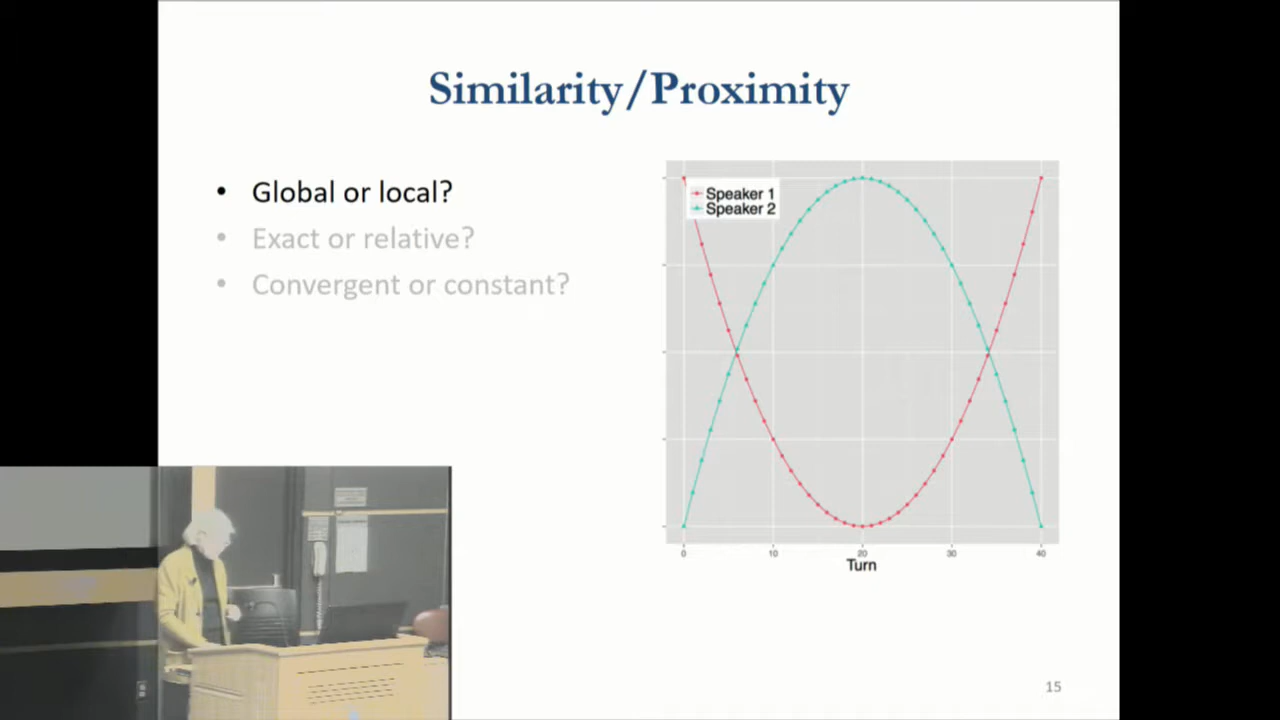 Similarity/Proximity
• Global or local?
• Exact or relative?
• Convergent or constant?
Speaker 1
Speaker 2
0 10 20 30 40
Turn
15